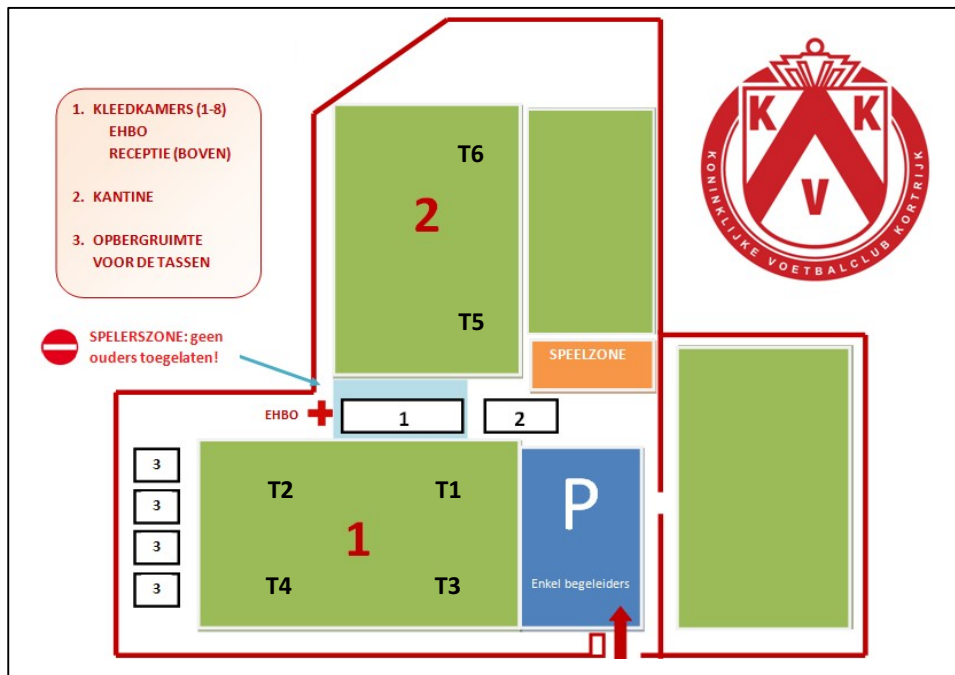 1. KLEEDKAMERS (1-8)
EHBO
RECEPTIE (BOVEN)
2. KANTINE
3. OPBERGRUIMTE
VOOR DE TASSEN
SPELERSZONE: geen
ouders toegelaten!
T6
2
T5
SPEELZONE
K K
V
KONINKLIJKE VOETBALCLUB KORTRIJK
EHBO
1
2
3
3
3
3
T2
T1
1
T4
T3
P
Enkel begeleiders